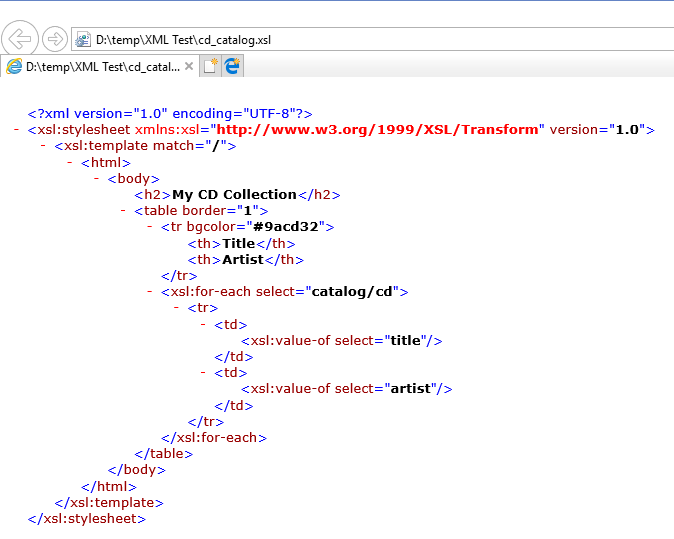 D:\temp\XML Test\cd_catalog.xsl
D:\temp\XML Test\cd_catal...
<?xml version="1.0" encoding="UTF-8"?>
- <xsl:stylesheet xmlns:xsl="http://www.w3.org/1999/XSL/Transform" version="1.0">
- <xsl:template match="/">
- <html>
- <body>
<h2>My CD Collection</h2>
- <table border="1">
- <tr bgcolor="#9acd32">
<th>Title</th>
<th>Artist</th>
</tr>
- <xsl:for-each select="catalog/cd">
- <tr>
- <td>
<xsl:value-of select="title"/>
</td>
- <td>
<xsl:value-of select="artist"/>
</td>
</tr>
</xsl:for-each>
</table>
</body>
</html>
</xsl:template>
</xsl:stylesheet>